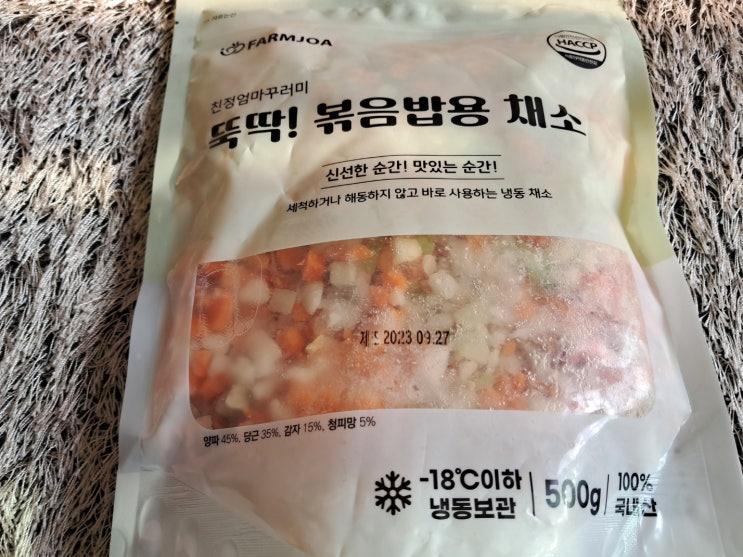 FARMJOA
HACCP
친정엄마꾸러미
뚝딱! 볶음밥용 채소
신선한 순간! 맛있는 순간!
세척하거나 해동하지 않고 바로 사용하는 냉동 채소
2023 09.27
양파 45%, 당근 35%, 감자 15%, 청피망 5%
-18℃이하
냉동보관
500g
100%
국내산